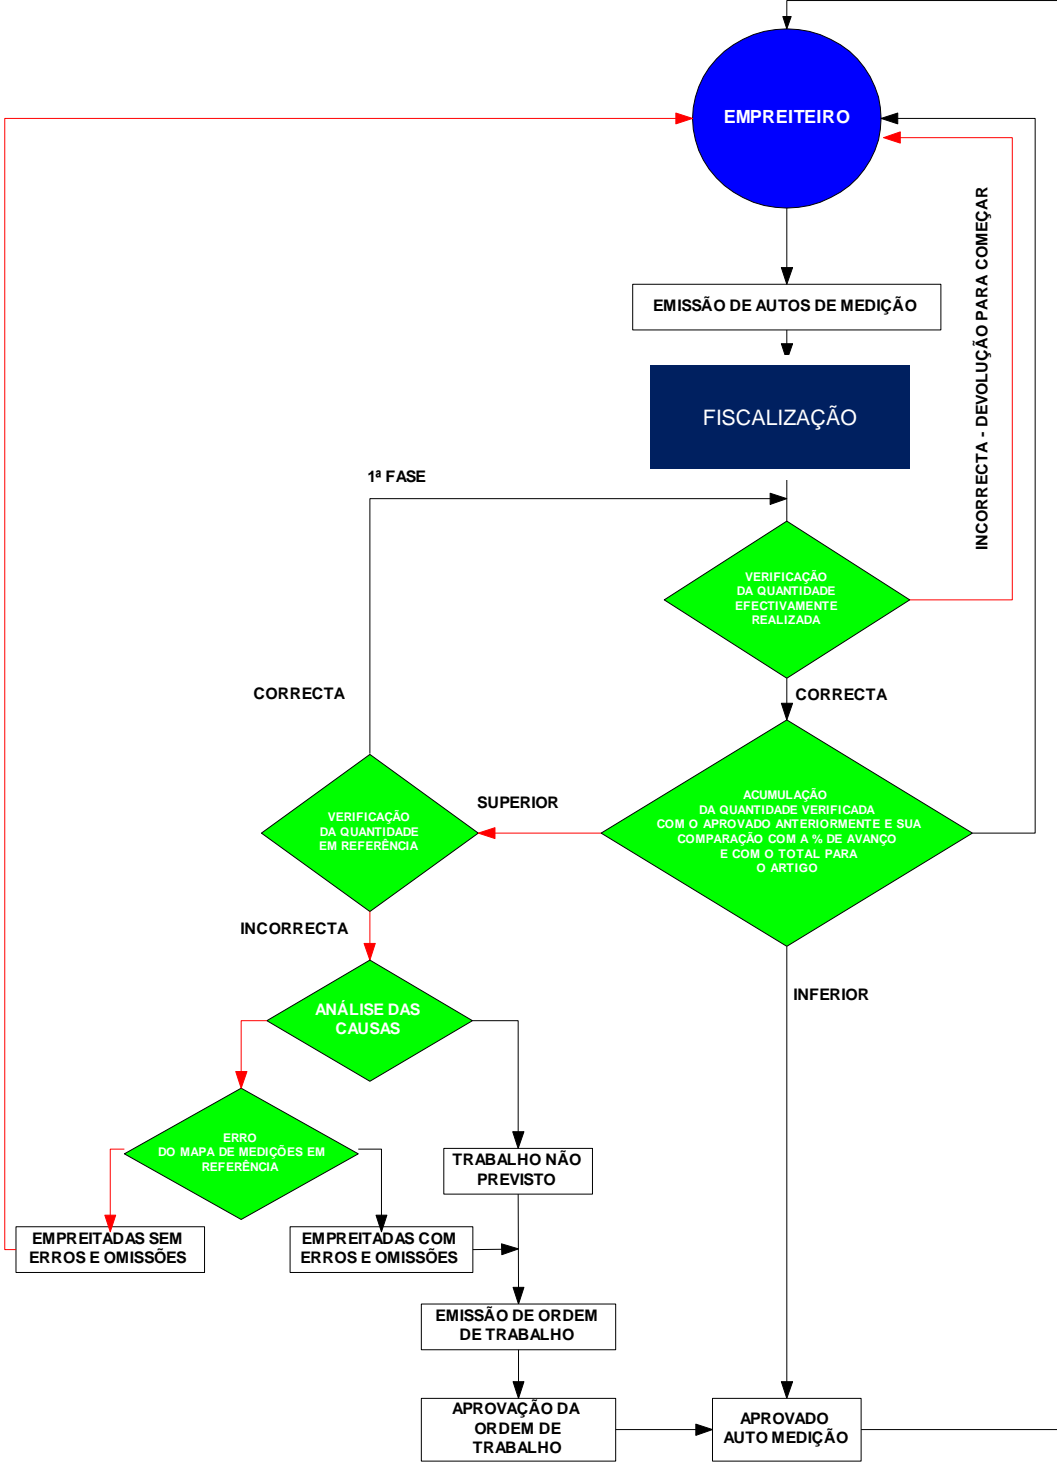 EMPREITEIRO
INCORRECTA - DEVOLUÇÃO PARA COMEÇAR
EMISSÃO DE AUTOS DE MEDIÇÃO
FISCALIZAÇÃO
1ª FASE
VERIFICAÇÃO
DA QUANTIDADE
EFECTIVAMENTE
REALIZADA
CORRECTA
CORRECTA
ACUMULAÇÃO
DA QUANTIDADE VERIFICADA
COM O APROVADO ANTERIORMENTE E SUA
COMPARAÇÃO COM A % DE AVANÇO
E COM O TOTAL PARA
O ARTIGO
SUPERIOR
VERIFICAÇÃO
DA QUANTIDADE
EM REFERÊNCIA
INCORRECTA
INFERIOR
ANÁLISE DAS
CAUSAS
ERRO
DO MAPA DE MEDIÇÕES EM
REFERÊNCIA
TRABALHO NÃO
PREVISTO
EMPREITADAS SEM
ERROS E OMISSÕES
EMPREITADAS COM
ERROS E OMISSÕES
EMISSÃO DE ORDEM
DE TRABALHO
APROVAÇÃO DA
ORDEM DE
TRABALHO
APROVADO
AUTO MEDIÇÃO